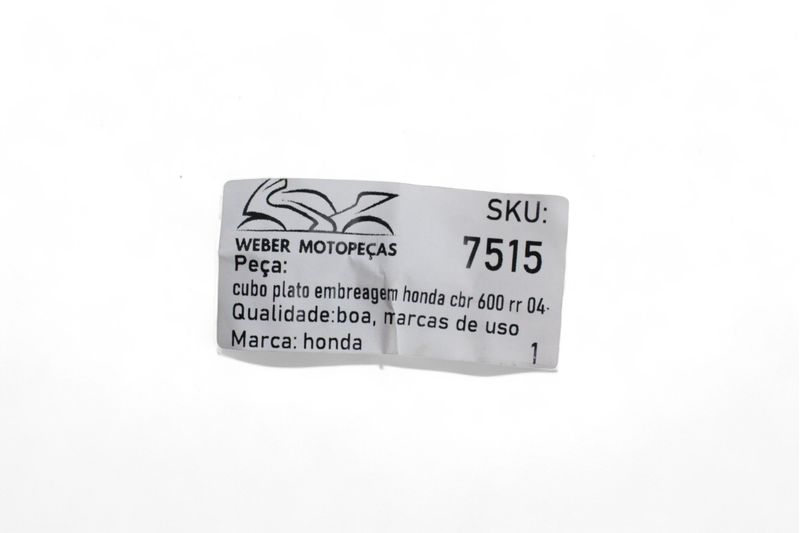 WEBER MOTOPEÇAS
SKU:
7515
Peça:
cubo plato embreagem honda cbr 600 rr 04-
Qualidade:boa, marcas de uso
Marca: honda
1